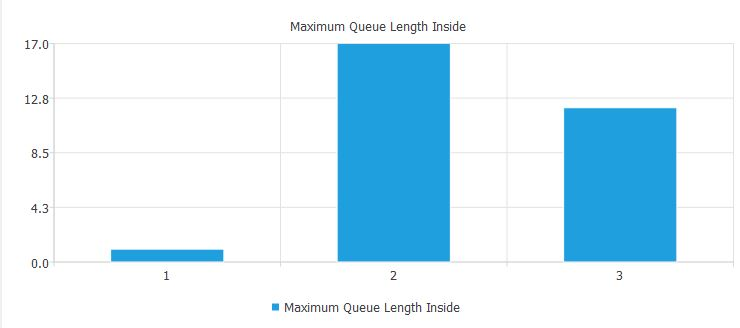 Maximum Queue Length Inside
17.0
12.8
8.5
4.3
0.0
1 2 3
Maximum Queue Length Inside